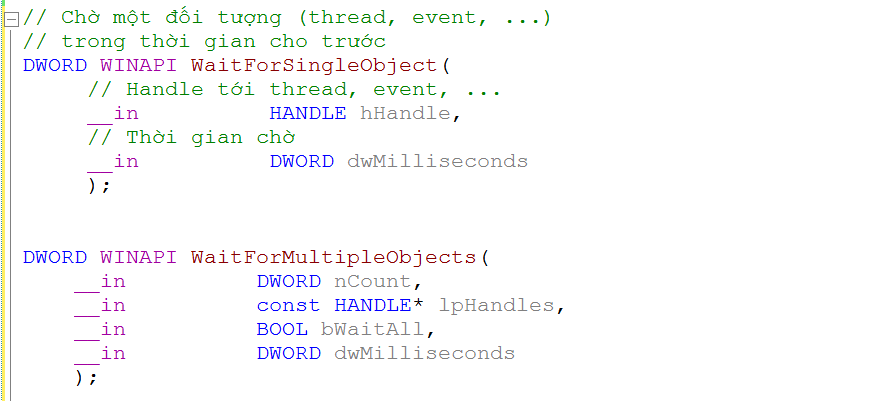 // Chờ một đối tượng (thread, event, ...)
// trong thời gian cho trước
DWORD WINAPI WaitForSingleObject(
// Handle tới thread, event, ...
__in HANDLE hHandle,
// Thời gian chờ
__in DWORD dwMilliseconds
);
DWORD WINAPI WaitForMultipleObjects(
__in DWORD nCount,
__in const HANDLE* lpHandles,
__in BOOL bWaitAll,
__in DWORD dwMilliseconds
);